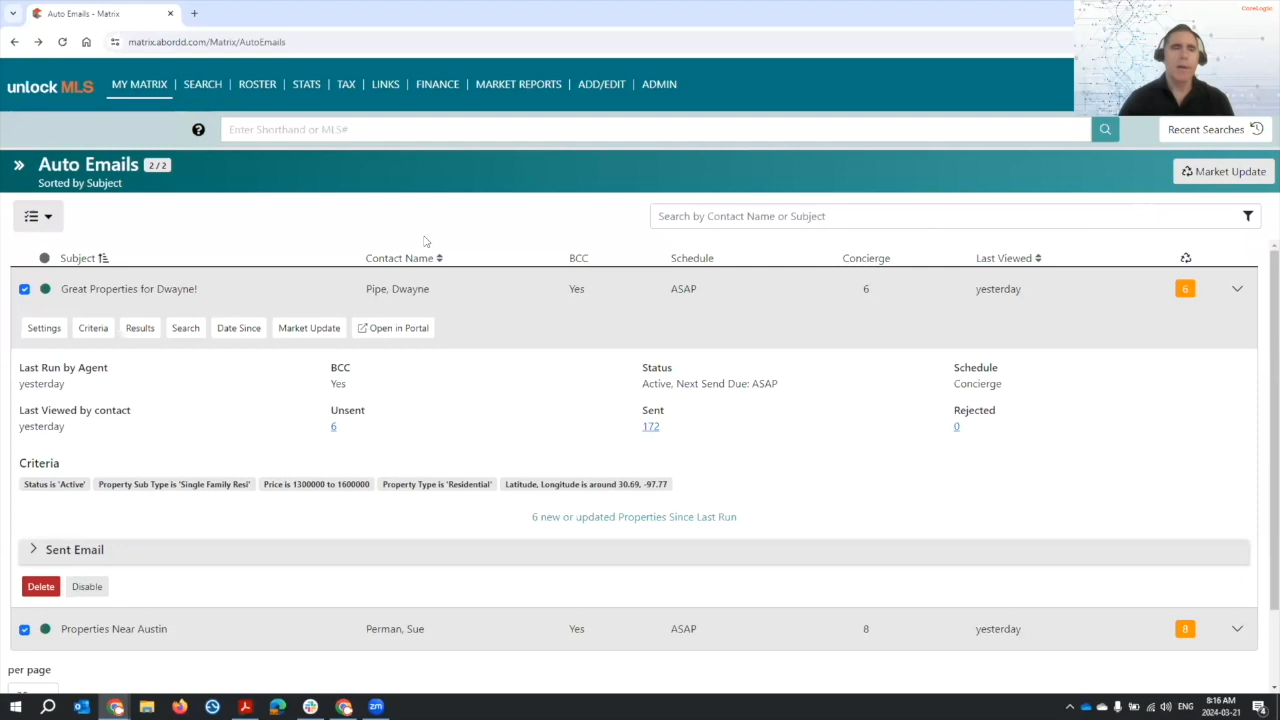 Auto Emails - Matrix
CoreLogic
matrix.abordd.com/Matrix/AutoEmails
unlock MLS
MY MATRIX | SEARCH | ROSTER | STATS | TAX | LINKS | FINANCE | MARKET REPORTS | ADD/EDIT | ADMIN
Enter Shorthand or MLS#
Recent Searches
Auto Emails 2/2
Sorted by Subject
Market Update
Search by Contact Name or Subject
Subject Contact Name BCC Schedule Concierge Last Viewed
Great Properties for Dwayne! Pipe, Dwayne Yes ASAP 6 yesterday 6
Settings Criteria Results Search Date Since Market Update Open in Portal
Last Run by Agent BCC Status Schedule
yesterday Yes Active, Next Send Due: ASAP Concierge
Last Viewed by contact Unsent Sent Rejected
yesterday 6 172 0
Criteria
Status is 'Active' Property Sub Type is 'Single Family Resi' Price is 1300000 to 1600000 Property Type is 'Residential' Latitude, Longitude is around 30.69, -97.77
6 new or updated Properties Since Last Run
Sent Email
Delete Disable
Properties Near Austin Perman, Sue Yes ASAP 8 yesterday 8
per page
ENG
8:16 AM
2024-03-21